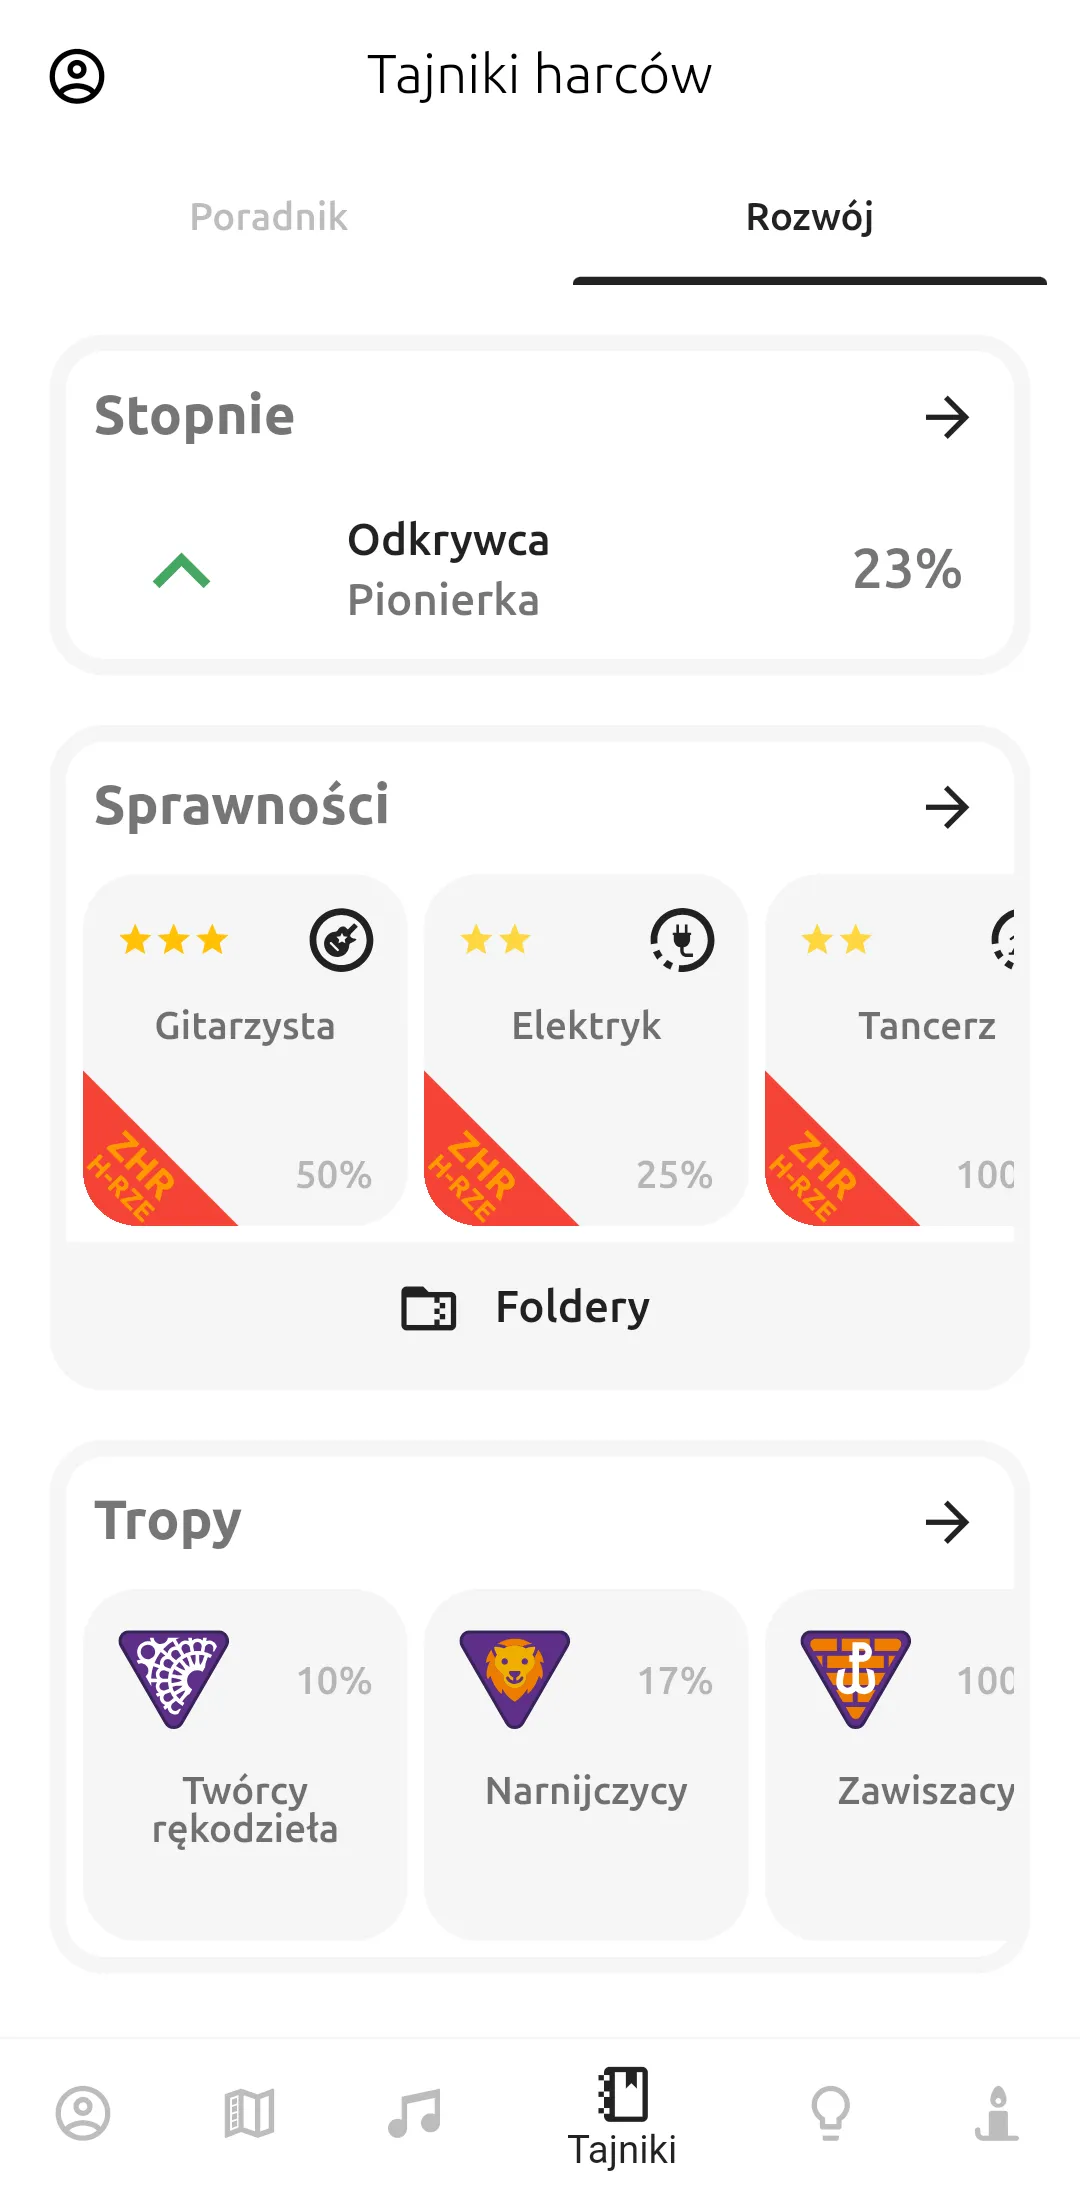 Tajniki harców
Poradnik
Rozwój
Stopnie
Odkrywca
Pionierka
23%
Sprawności
Gitarzysta
ZHR
H-RZE
50%
Elektryk
ZHR
H-RZE
25%
Tancerz
ZHR
H-RZE
100
Foldery
Tropy
10%
Twórcy
rękodzieła
17%
Narnijczycy
100
Zawiszacy
Tajniki